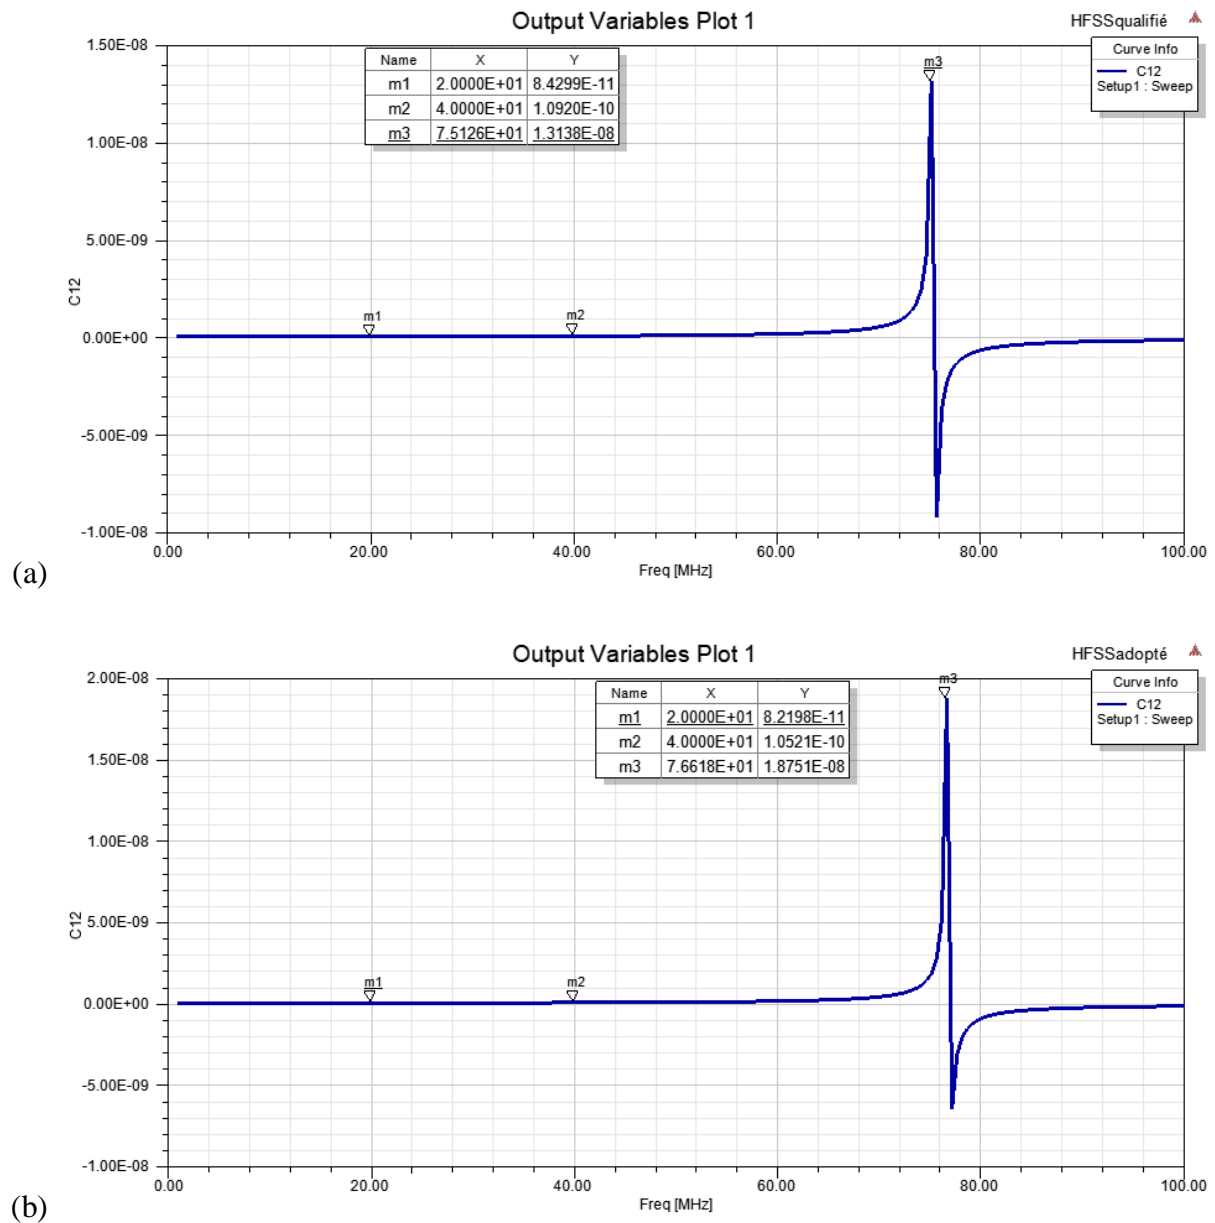 Output Variables Plot 1
HFSSqualifié
Curve Info
C12
Setup1 : Sweep
Name X Y
m1 2.0000E+01 8.4299E-11
m2 4.0000E+01 1.0920E-10
m3 7.5126E+01 1.3138E-08
m3
m1
m2
1.50E-08
1.00E-08
5.00E-09
0.00E+00
-5.00E-09
-1.00E-08
C12
0.00 20.00 40.00 60.00 80.00 100.00
Freq [MHz]
(a)
Output Variables Plot 1
HFSSadopté
Curve Info
C12
Setup1 : Sweep
Name X Y
m1 2.0000E+01 8.2198E-11
m2 4.0000E+01 1.0521E-10
m3 7.6618E+01 1.8751E-08
m3
m1
m2
2.00E-08
1.50E-08
1.00E-08
5.00E-09
0.00E+00
-5.00E-09
-1.00E-08
C12
0.00 20.00 40.00 60.00 80.00 100.00
Freq [MHz]
(b)